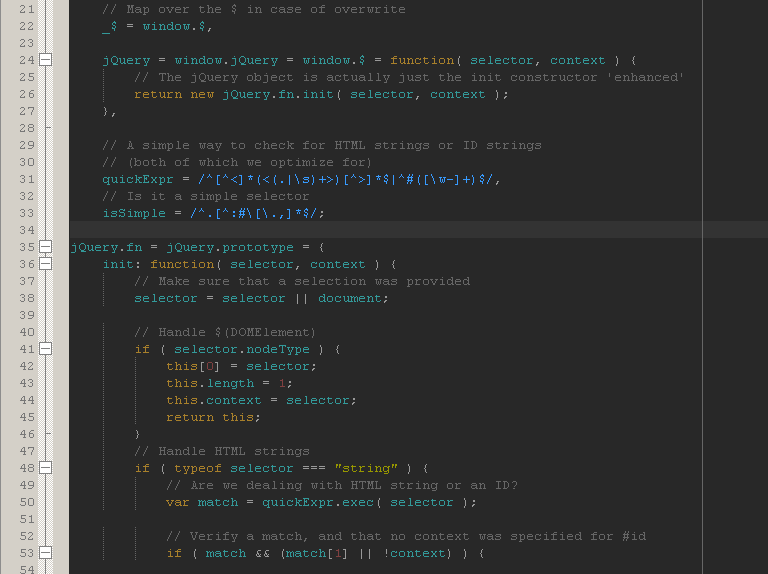 21 // Map over the $ in case of overwrite
22 _$ = window.$,
23
24 jQuery = window.jQuery = window.$ = function( selector, context ) {
25 // The jQuery object is actually just the init constructor 'enhanced'
26 return new jQuery.fn.init( selector, context );
27 },
28
29 // A simple way to check for HTML strings or ID strings
30 // (both of which we optimize for)
31 quickExpr = /^[^<]*(<(.|\s)+>)[^>]*$|^#([\w-]+)$/,
32 // Is it a simple selector
33 isSimple = /^.[^:#\[\.,]*$/;
34
35 jQuery.fn = jQuery.prototype = {
36 init: function( selector, context ) {
37 // Make sure that a selection was provided
38 selector = selector || document;
39
40 // Handle $(DOMElement)
41 if ( selector.nodeType ) {
42 this[0] = selector;
43 this.length = 1;
44 this.context = selector;
45 return this;
46 }
47 // Handle HTML strings
48 if ( typeof selector === "string" ) {
49 // Are we dealing with HTML string or an ID?
50 var match = quickExpr.exec( selector );
51
52 // Verify a match, and that no context was specified for #id
53 if ( match && (match[1] || !context) ) {
54